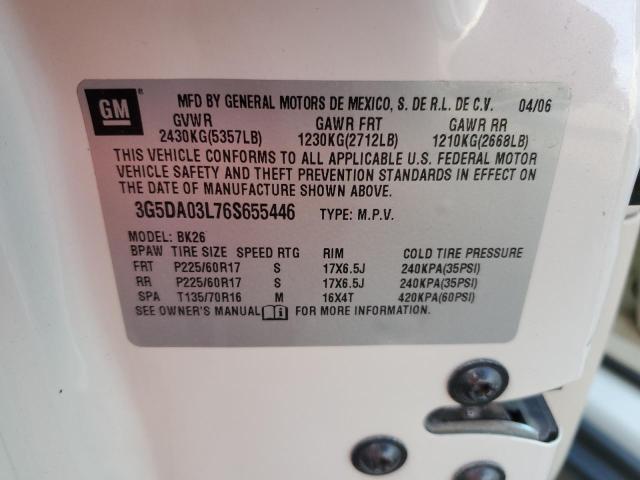 GM ® MFD BY GENERAL MOTORS DE MEXICO, S. DE R.L. DE C.V. 04/06
GVWR GAWR FRT GAWR RR
2430KG(5357LB) 1230KG(2712LB) 1210KG(2668LB)
THIS VEHICLE CONFORMS TO ALL APPLICABLE U.S. FEDERAL MOTOR
VEHICLE SAFETY AND THEFT PREVENTION STANDARDS IN EFFECT ON
THE DATE OF MANUFACTURE SHOWN ABOVE.
3G5DA03L76S655446 TYPE: M.P.V.
MODEL: BK26
BPAW TIRE SIZE SPEED RTG RIM COLD TIRE PRESSURE
FRT P225/60R17 S 17X6.5J 240KPA(35PSI)
RR P225/60R17 S 17X6.5J 240KPA(35PSI)
SPA T135/70R16 M 16X4T 420KPA(60PSI)
SEE OWNER'S MANUAL i FOR MORE INFORMATION.